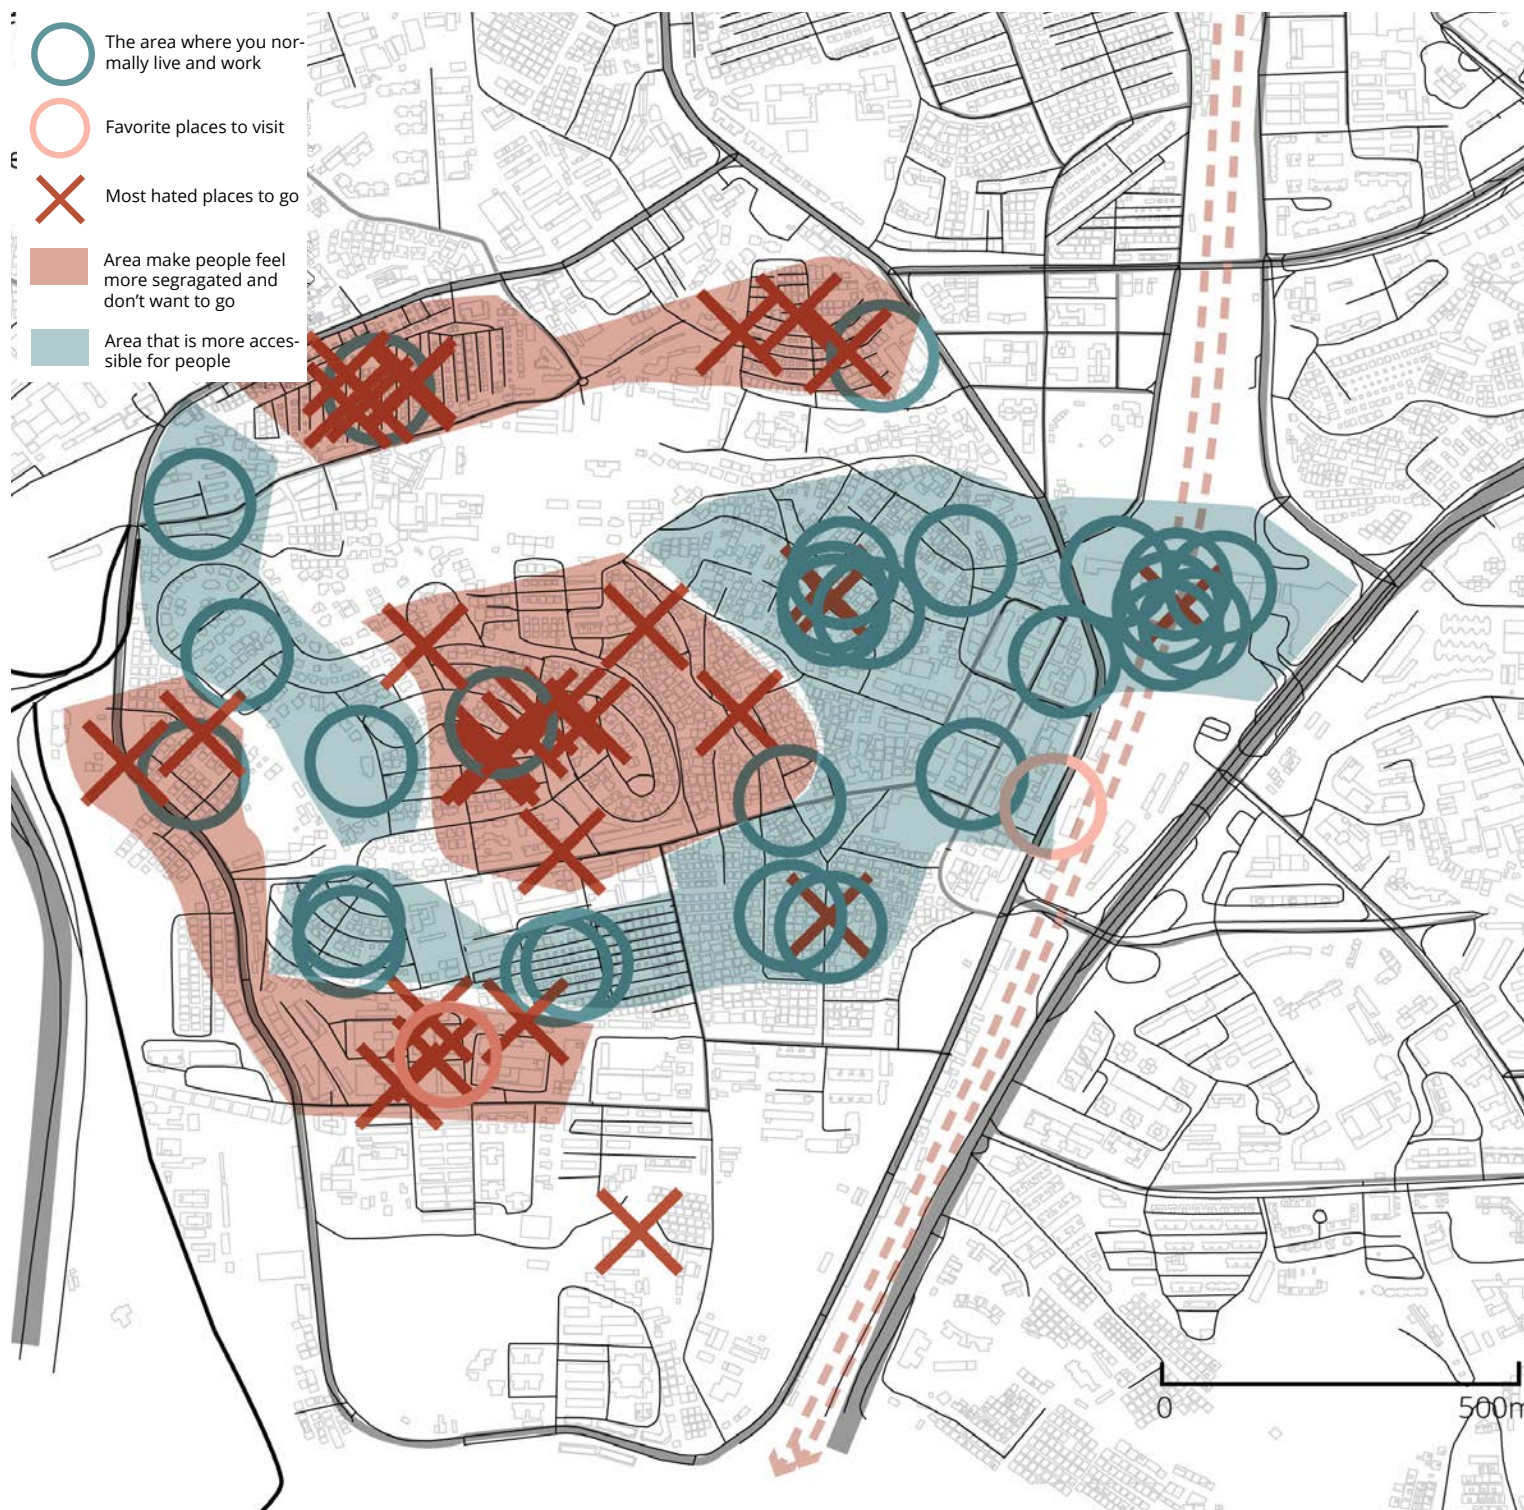 The area where you nor-
mally live and work
Favorite places to visit
Most hated places to go
Area make people feel
more segragated and
don't want to go
Area that is more acces-
sible for people
0
500m